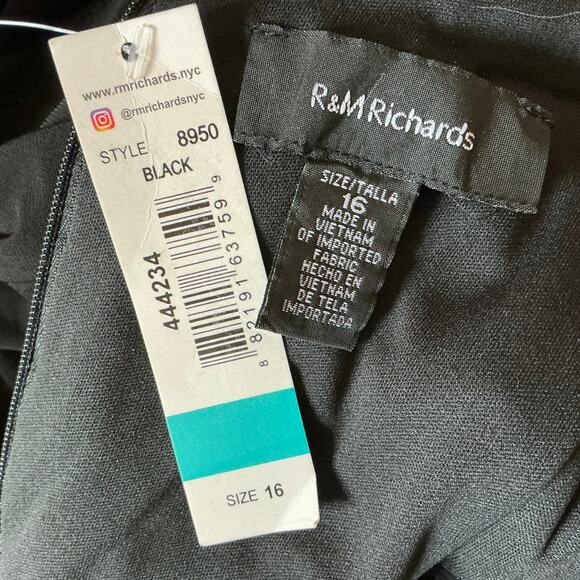 www.rmrichards.nyc
@rmrichardsnyc
STYLE 8950
BLACK
444234
8 82191 63759 9
SIZE 16
R&M Richards
SIZE/TALLA
16
MADE IN
VIETNAM
OF IMPORTED
FABRIC
HECHO EN
VIETNAM
DE TELA
IMPORTADA